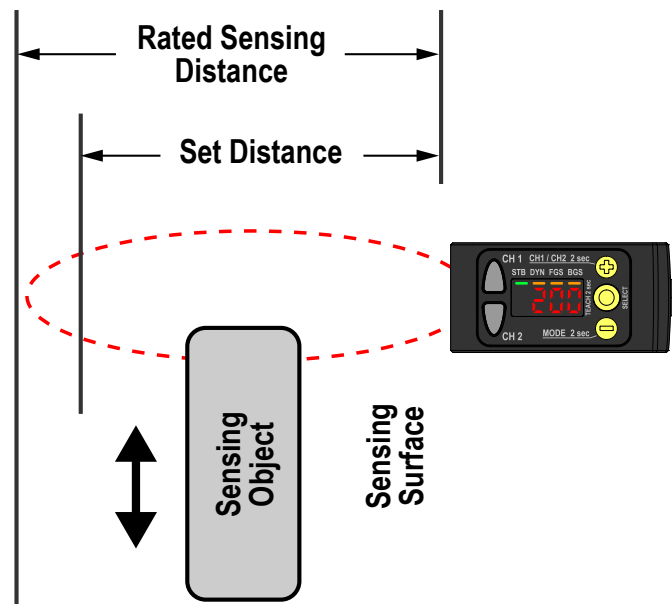 Rated Sensing
Distance
Set Distance
CH 1
CH1 / CH2 2 sec
STB DYN FGS BGS
200
TEACH 2 sec
SELECT
CH 2
MODE 2 sec
Sensing
Object
Sensing
Surface